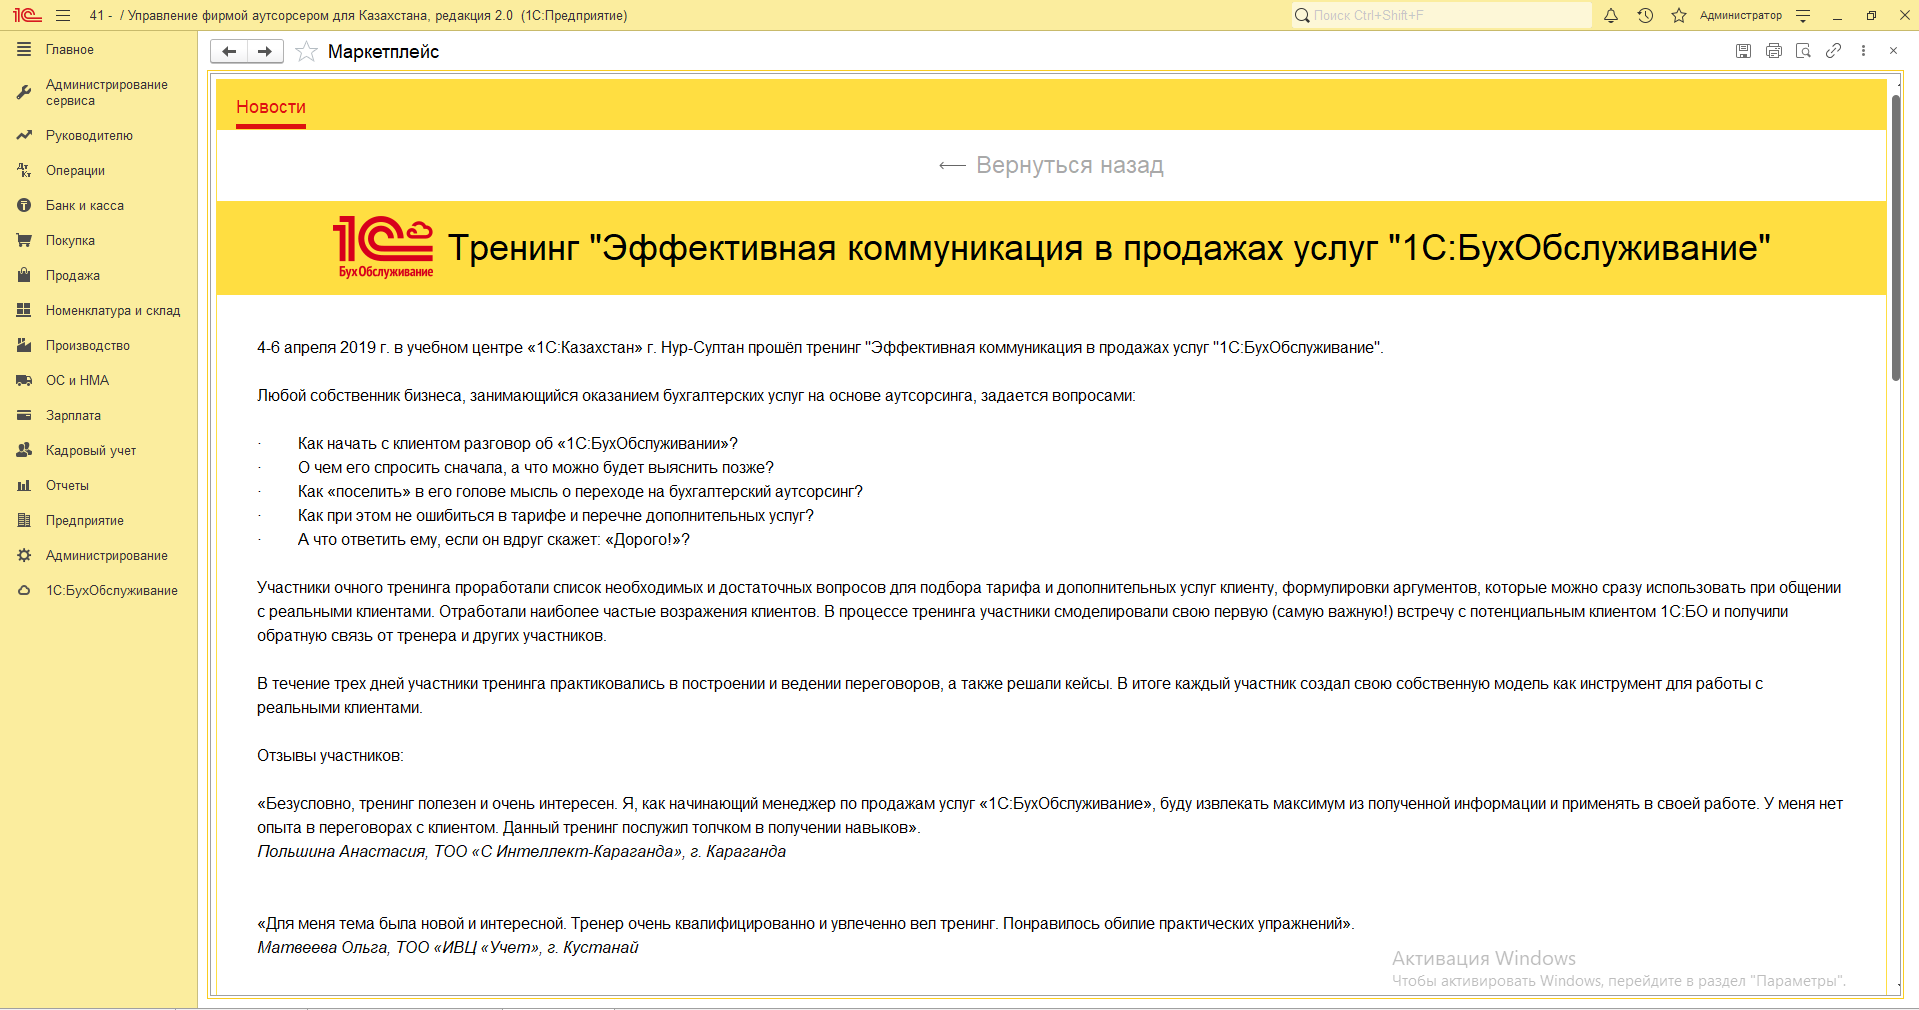 1С 41 - / Управление фирмой аутсорсером для Казахстана, редакция 2.0 (1С:Предприятие)
Поиск Ctrl+Shift+F
Администратор
Главное
Администрирование
сервиса
Руководителю
Дт
Кт
Операции
Банк и касса
Покупка
Продажа
Номенклатура и склад
Производство
ОС и НМА
Зарплата
Кадровый учет
Отчеты
Предприятие
Администрирование
1С:БухОбслуживание
Маркетплейс
Новости
Вернуться назад
1С
БухОбслуживание
Тренинг "Эффективная коммуникация в продажах услуг "1С:БухОбслуживание"
4-6 апреля 2019 г. в учебном центре «1С:Казахстан» г. Нур-Султан прошёл тренинг "Эффективная коммуникация в продажах услуг "1С:БухОбслуживание".
Любой собственник бизнеса, занимающийся оказанием бухгалтерских услуг на основе аутсорсинга, задается вопросами:
· Как начать с клиентом разговор об «1С:БухОбслуживании»?
· О чем его спросить сначала, а что можно будет выяснить позже?
· Как «поселить» в его голове мысль о переходе на бухгалтерский аутсорсинг?
· Как при этом не ошибиться в тарифе и перечне дополнительных услуг?
· А что ответить ему, если он вдруг скажет: «Дорого!»?
Участники очного тренинга проработали список необходимых и достаточных вопросов для подбора тарифа и дополнительных услуг клиенту, формулировки аргументов, которые можно сразу использовать при общении
с реальными клиентами. Отработали наиболее частые возражения клиентов. В процессе тренинга участники смоделировали свою первую (самую важную!) встречу с потенциальным клиентом 1С:БО и получили
обратную связь от тренера и других участников.
В течение трех дней участники тренинга практиковались в построении и ведении переговоров, а также решали кейсы. В итоге каждый участник создал свою собственную модель как инструмент для работы с
реальными клиентами.
Отзывы участников:
«Безусловно, тренинг полезен и очень интересен. Я, как начинающий менеджер по продажам услуг «1С:БухОбслуживание», буду извлекать максимум из полученной информации и применять в своей работе. У меня нет
опыта в переговорах с клиентом. Данный тренинг послужил толчком в получении навыков».
Польшина Анастасия, ТОО «С Интеллект-Караганда», г. Караганда
«Для меня тема была новой и интересной. Тренер очень квалифицированно и увлеченно вел тренинг. Понравилось обилие практических упражнений».
Матвеева Ольга, ТОО «ИВЦ «Учет», г. Кустанай
Активация Windows
Чтобы активировать Windows, перейдите в раздел "Параметры".